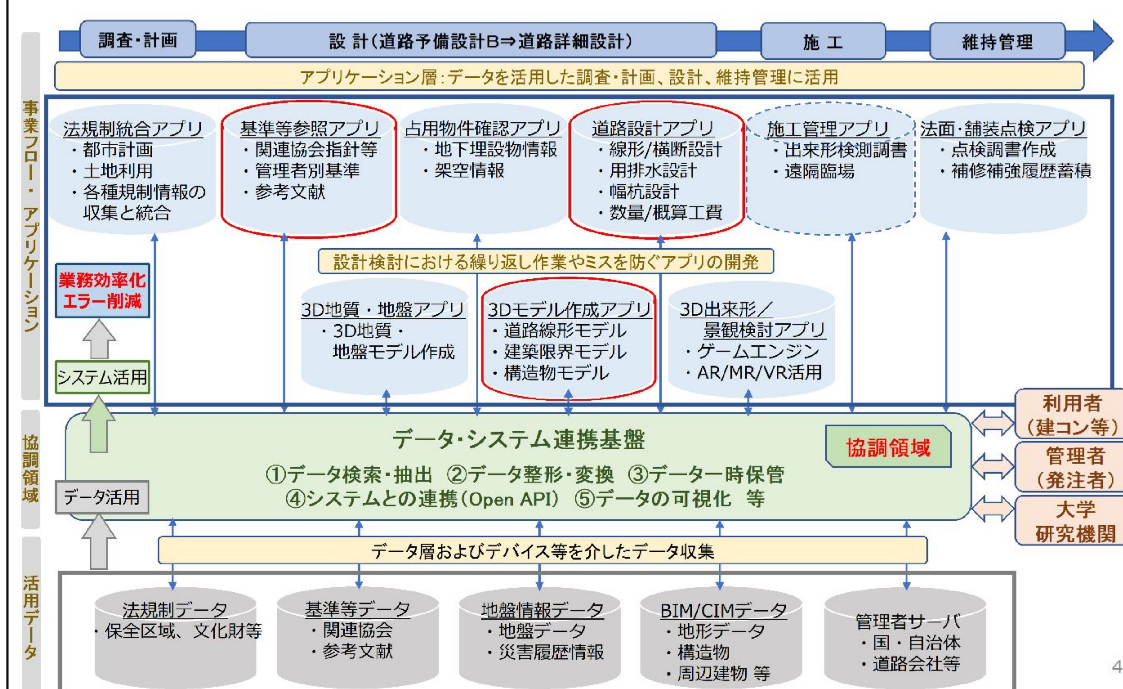 調査・計画
設 計(道路予備設計B⇒道路詳細設計)
施 工
維持管理
アプリケーション層:データを活用した調査・計画、設計、維持管理に活用
事業フロー・アプリケーション
法規制統合アプリ
・都市計画
・土地利用
・各種規制情報の
収集と統合
基準等参照アプリ
・関連協会指針等
・管理者別基準
・参考文献
占用物件確認アプリ
・地下埋設物情報
・架空情報
道路設計アプリ
・線形/横断設計
・用排水設計
・幅杭設計
・数量/概算工費
施工管理アプリ
・出来形検測調書
・遠隔臨場
法面・舗装点検アプリ
・点検調書作成
・補修補強履歴蓄積
設計検討における繰り返し作業やミスを防ぐアプリの開発
業務効率化
エラー削減
システム活用
3D地質・地盤アプリ
・3D地質・
地盤モデル作成
3Dモデル作成アプリ
・道路線形モデル
・建築限界モデル
・構造物モデル
3D出来形/
景観検討アプリ
・ゲームエンジン
・AR/MR/VR活用
協調領域
データ・システム連携基盤
協調領域
①データ検索・抽出 ②データ整形・変換 ③データ一時保管
④システムとの連携(Open API) ⑤データの可視化 等
データ活用
利用者
(建コン等)
管理者
(発注者)
大学
研究機関
データ層およびデバイス等を介したデータ収集
活用データ
法規制データ
・保全区域、文化財等
基準等データ
・関連協会
・参考文献
地盤情報データ
・地盤データ
・災害履歴情報
BIM/CIMデータ
・地形データ
・構造物
・周辺建物 等
管理者サーバ
・国・自治体
・道路会社等
4